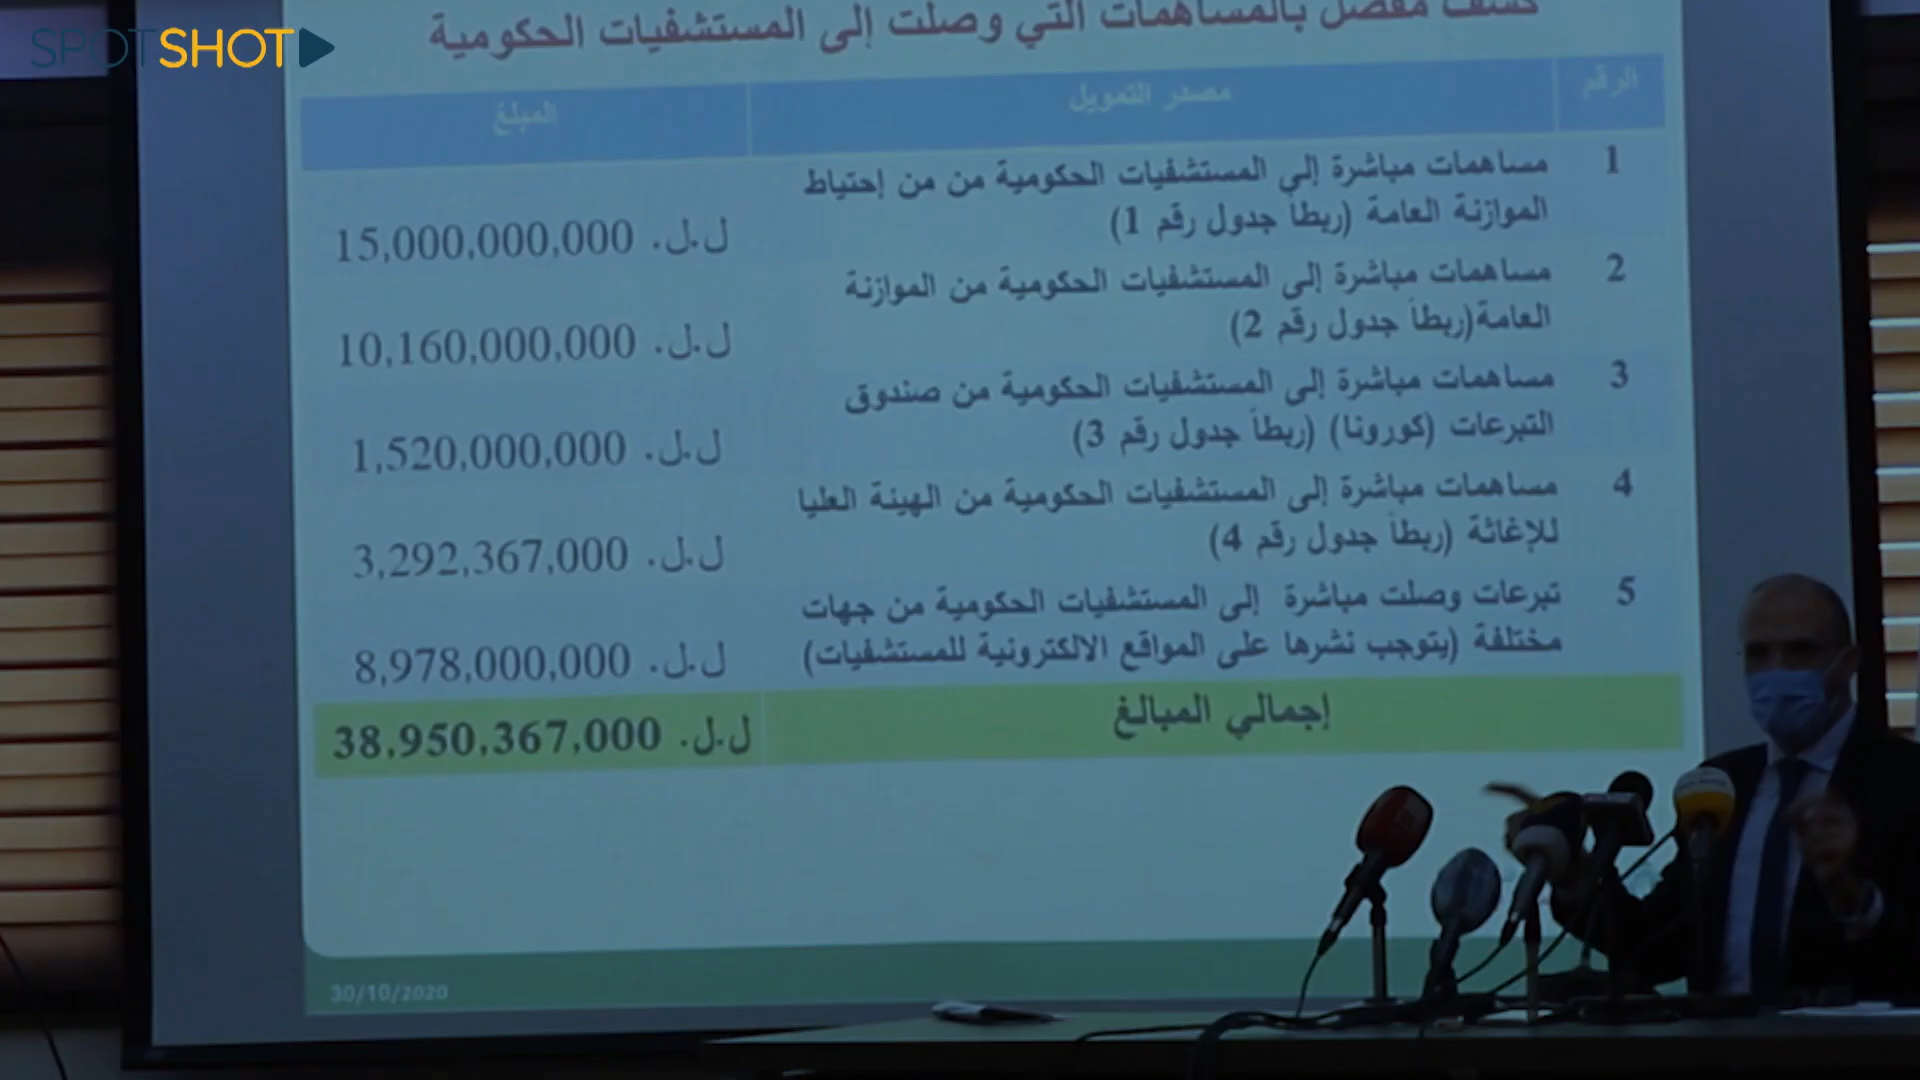 SPOTSHOT
كشف مفصل بالمساهمات التي وصلت إلى المستشفيات الحكومية
الرقم مصدر التمويل المبلغ
1 مساهمات مباشرة إلى المستشفيات الحكومية من من إحتياط
الموازنة العامة (ربطاً جدول رقم 1)
ل.ل. 15,000,000,000
2 مساهمات مباشرة إلى المستشفيات الحكومية من الموازنة
العامة(ربطاً جدول رقم 2)
ل.ل. 10,160,000,000
3 مساهمات مباشرة إلى المستشفيات الحكومية من صندوق
التبرعات (كورونا) (ربطاً جدول رقم 3)
ل.ل. 1,520,000,000
4 مساهمات مباشرة إلى المستشفيات الحكومية من الهيئة العليا
للإغاثة (ربطاً جدول رقم 4)
ل.ل. 3,292,367,000
5 تبرعات وصلت مباشرة إلى المستشفيات الحكومية من جهات
مختلفة (يتوجب نشرها على المواقع الالكترونية للمستشفيات)
ل.ل. 8,978,000,000
إجمالي المبالغ ل.ل. 38,950,367,000
30/10/2020